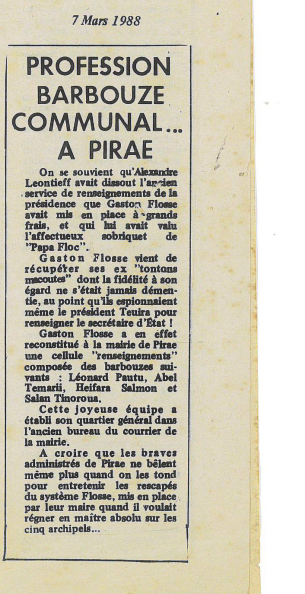 7 Mars 1988
PROFESSION
BARBOUZE
COMMUNAL...
A PIRAE
On se souvient qu'Alexandre
Leontieff avait dissout l'ancien
service de renseignements de la
présidence que Gaston Flosse
avait mis en place à grands
frais, et qui lui avait valu
l'affectueux sobriquet de
"Papa Floc".
Gaston Flosse vient de
récupérer ses ex "tontons
macoutes" dont la fidélité à son
égard ne s'était jamais démen-
tie, au point qu'ils espionnaient
même le président Teuira pour
renseigner le secrétaire d'État !
Gaston Flosse a en effet
reconstitué à la mairie de Pirae
une cellule "renseignements"
composée des barbouzes sui-
vants : Léonard Pautu, Abel
Temarii, Heifara Salmon et
Salan Tinoroua.
Cette joyeuse équipe a
établi son quartier général dans
l'ancien bureau du courrier de
la mairie.
A croire que les braves
administrés de Pirae ne bêlent
même plus quand on les tond
pour entretenir les rescapés
du système Flosse, mis en place
par leur maire quand il voulait
régner en maître absolu sur les
cinq archipels...